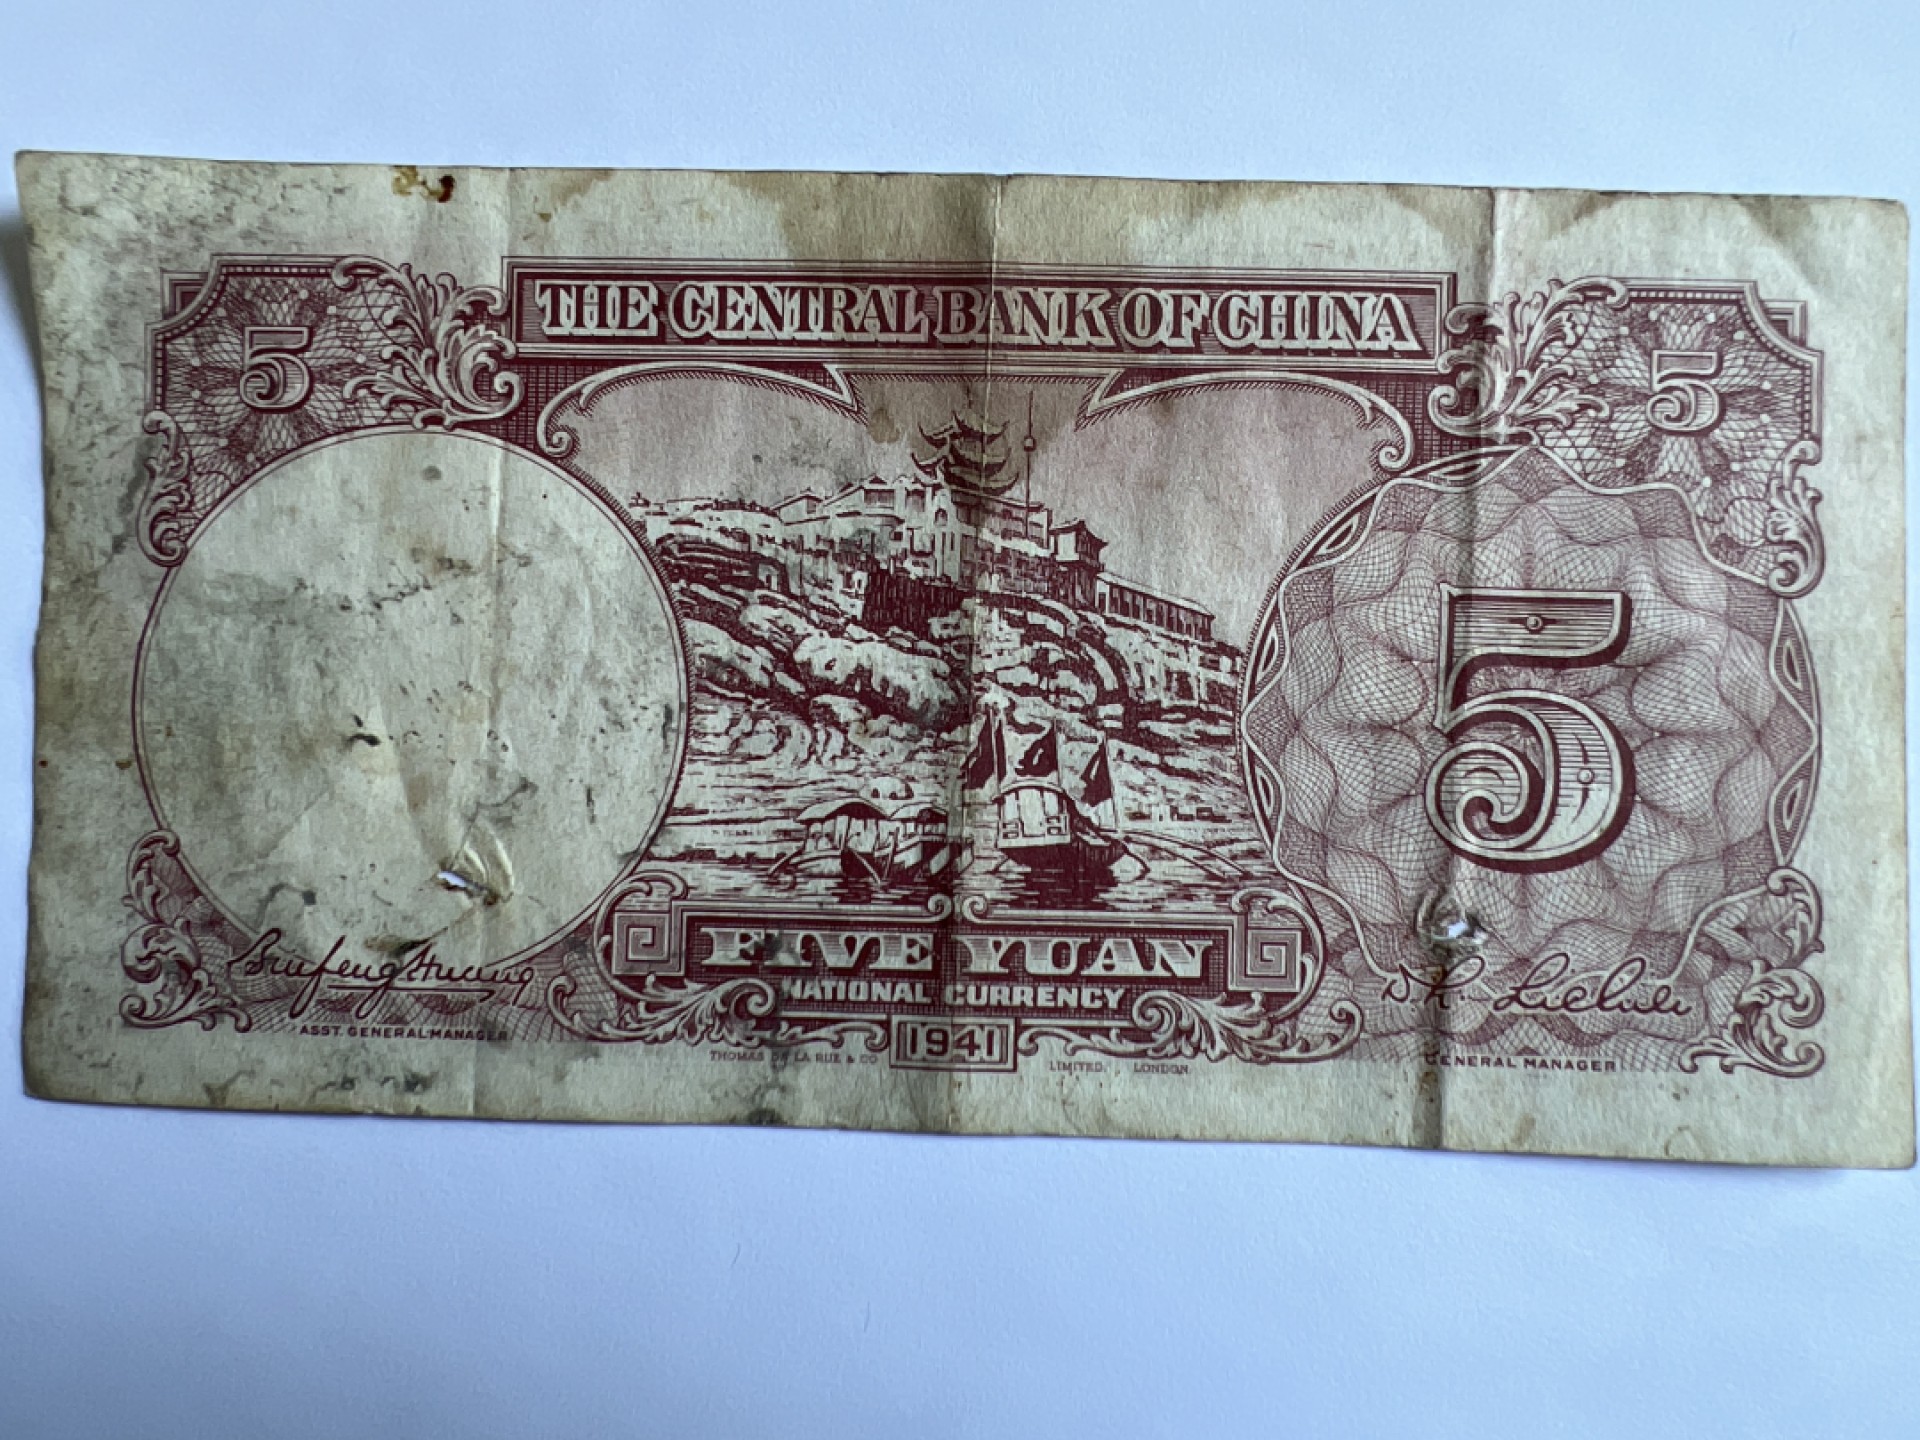 THE CENTRAL BANK OF CHINA
5
5
5
FIVE YUAN
NATIONAL CURRENCY
ASST. GENERAL MANAGER
1941
GENERAL MANAGER
THOMAS DE LA RUE & CO LIMITED. LONDON